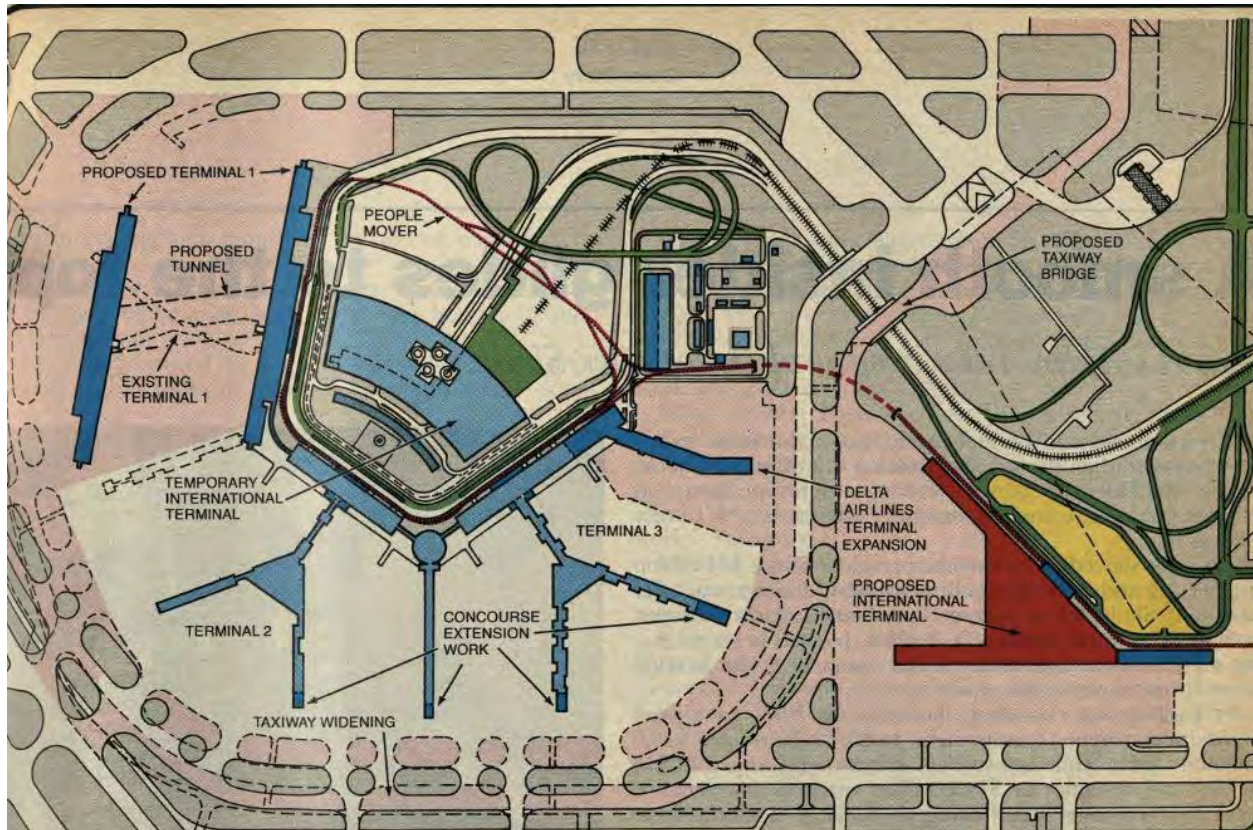 PROPOSED TERMINAL 1
PEOPLE
MOVER
PROPOSED
TUNNEL
PROPOSED
TAXIWAY
BRIDGE
EXISTING
TERMINAL 1
TEMPORARY
INTERNATIONAL
TERMINAL
TERMINAL 3
DELTA
AIR LINES
TERMINAL
EXPANSION
PROPOSED
INTERNATIONAL
TERMINAL
TERMINAL 2
CONCOURSE
EXTENSION
WORK
TAXIWAY WIDENING